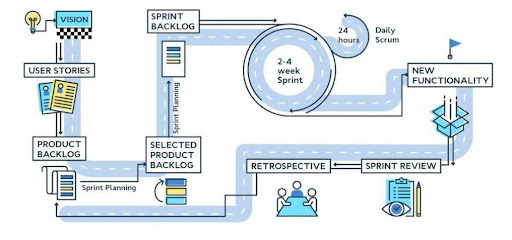 VISION
USER STORIES
PRODUCT
BACKLOG
Sprint Planning
SELECTED
PRODUCT
BACKLOG
Sprint Planning
SPRINT
BACKLOG
2-4
week
Sprint
24
hours
Daily
Scrum
NEW
FUNCTIONALITY
SPRINT REVIEW
RETROSPECTIVE